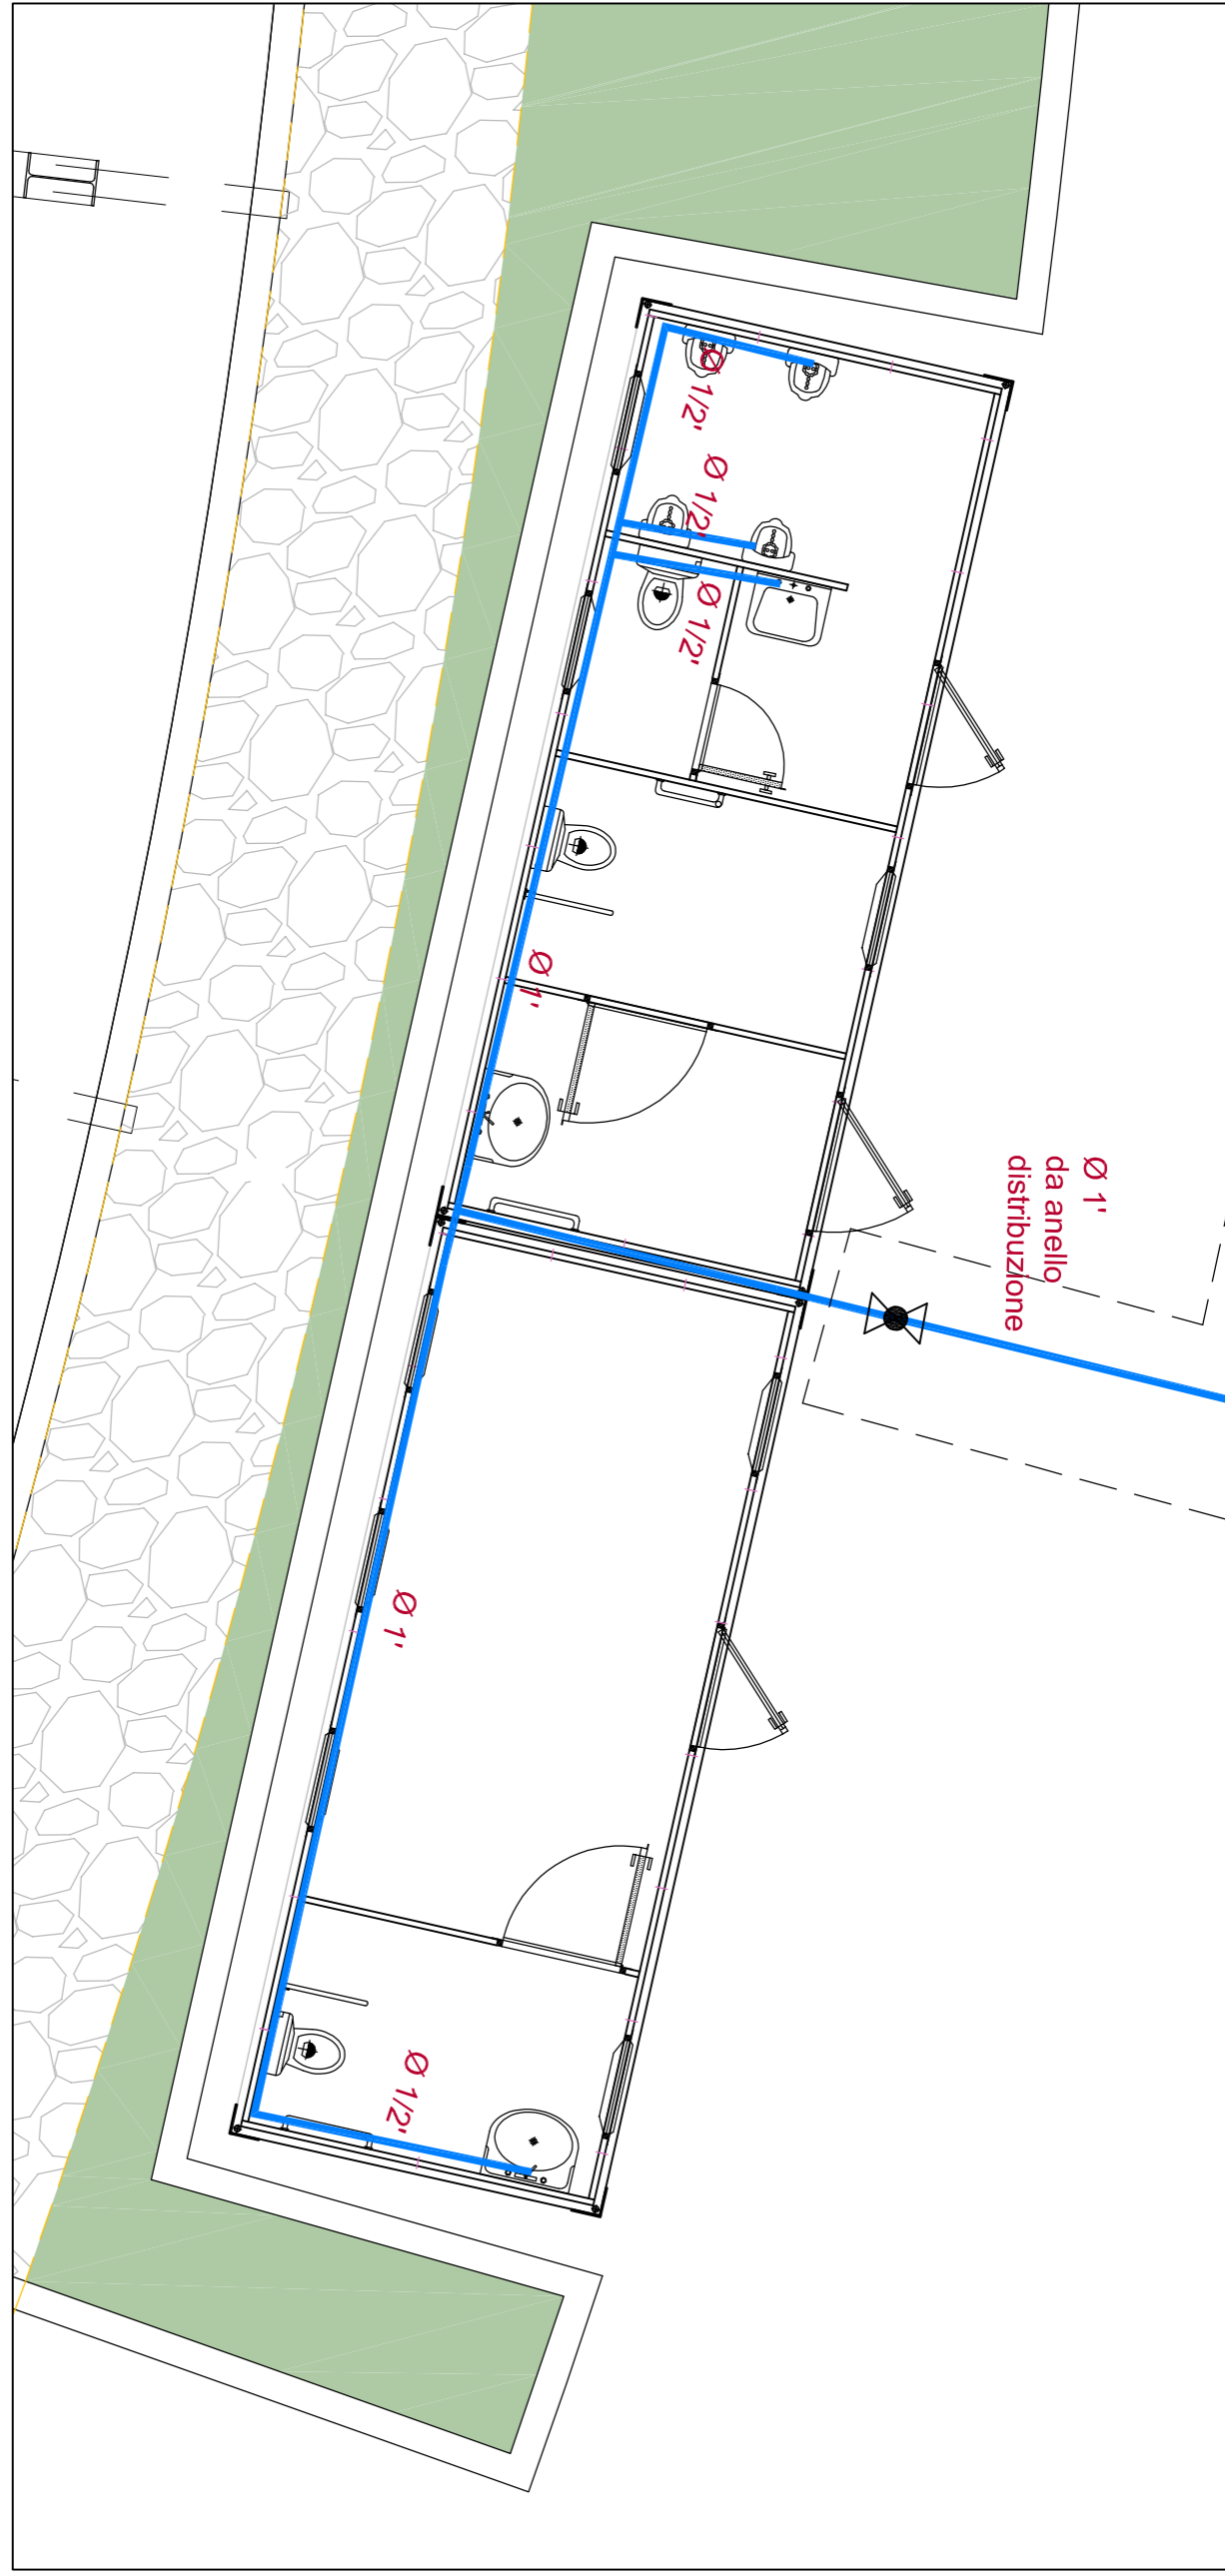 Ø 1/2'
Ø 1/2'
Ø 1/2'
Ø 1'
Ø 1'
da anello
distribuzione
Ø 1'
Ø 1/2'